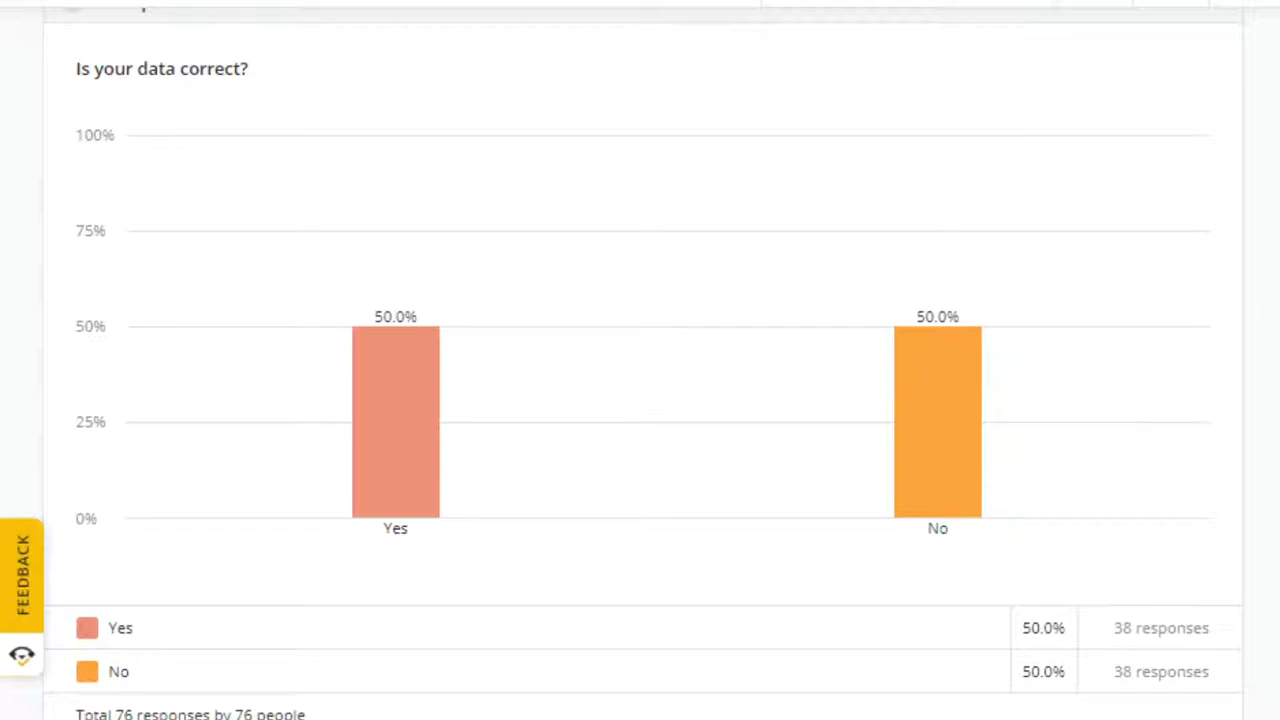 Is your data correct?
100%
75%
50%
25%
0%
50.0%
50.0%
Yes
No
FEEDBACK
Yes 50.0% 38 responses
No 50.0% 38 responses
Total 76 responses by 76 people